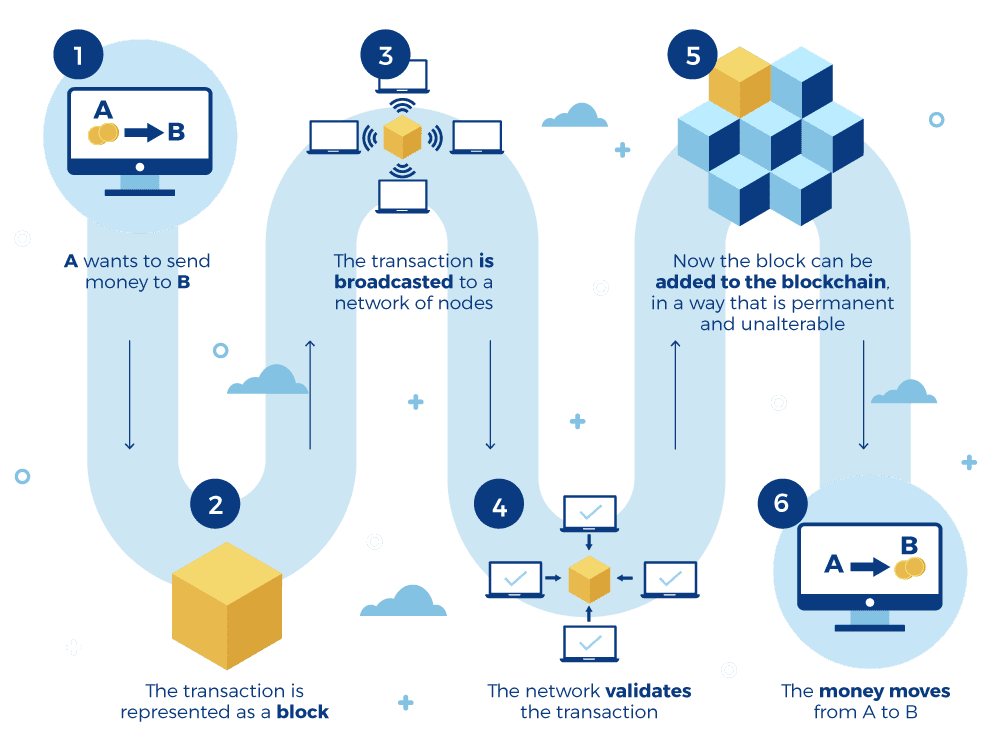 1
A
B
A wants to send
money to B
2
The transaction is
represented as a block
3
The transaction is
broadcasted to a
network of nodes
4
The network validates
the transaction
5
Now the block can be
added to the blockchain,
in a way that is permanent
and unalterable
6
A
B
The money moves
from A to B